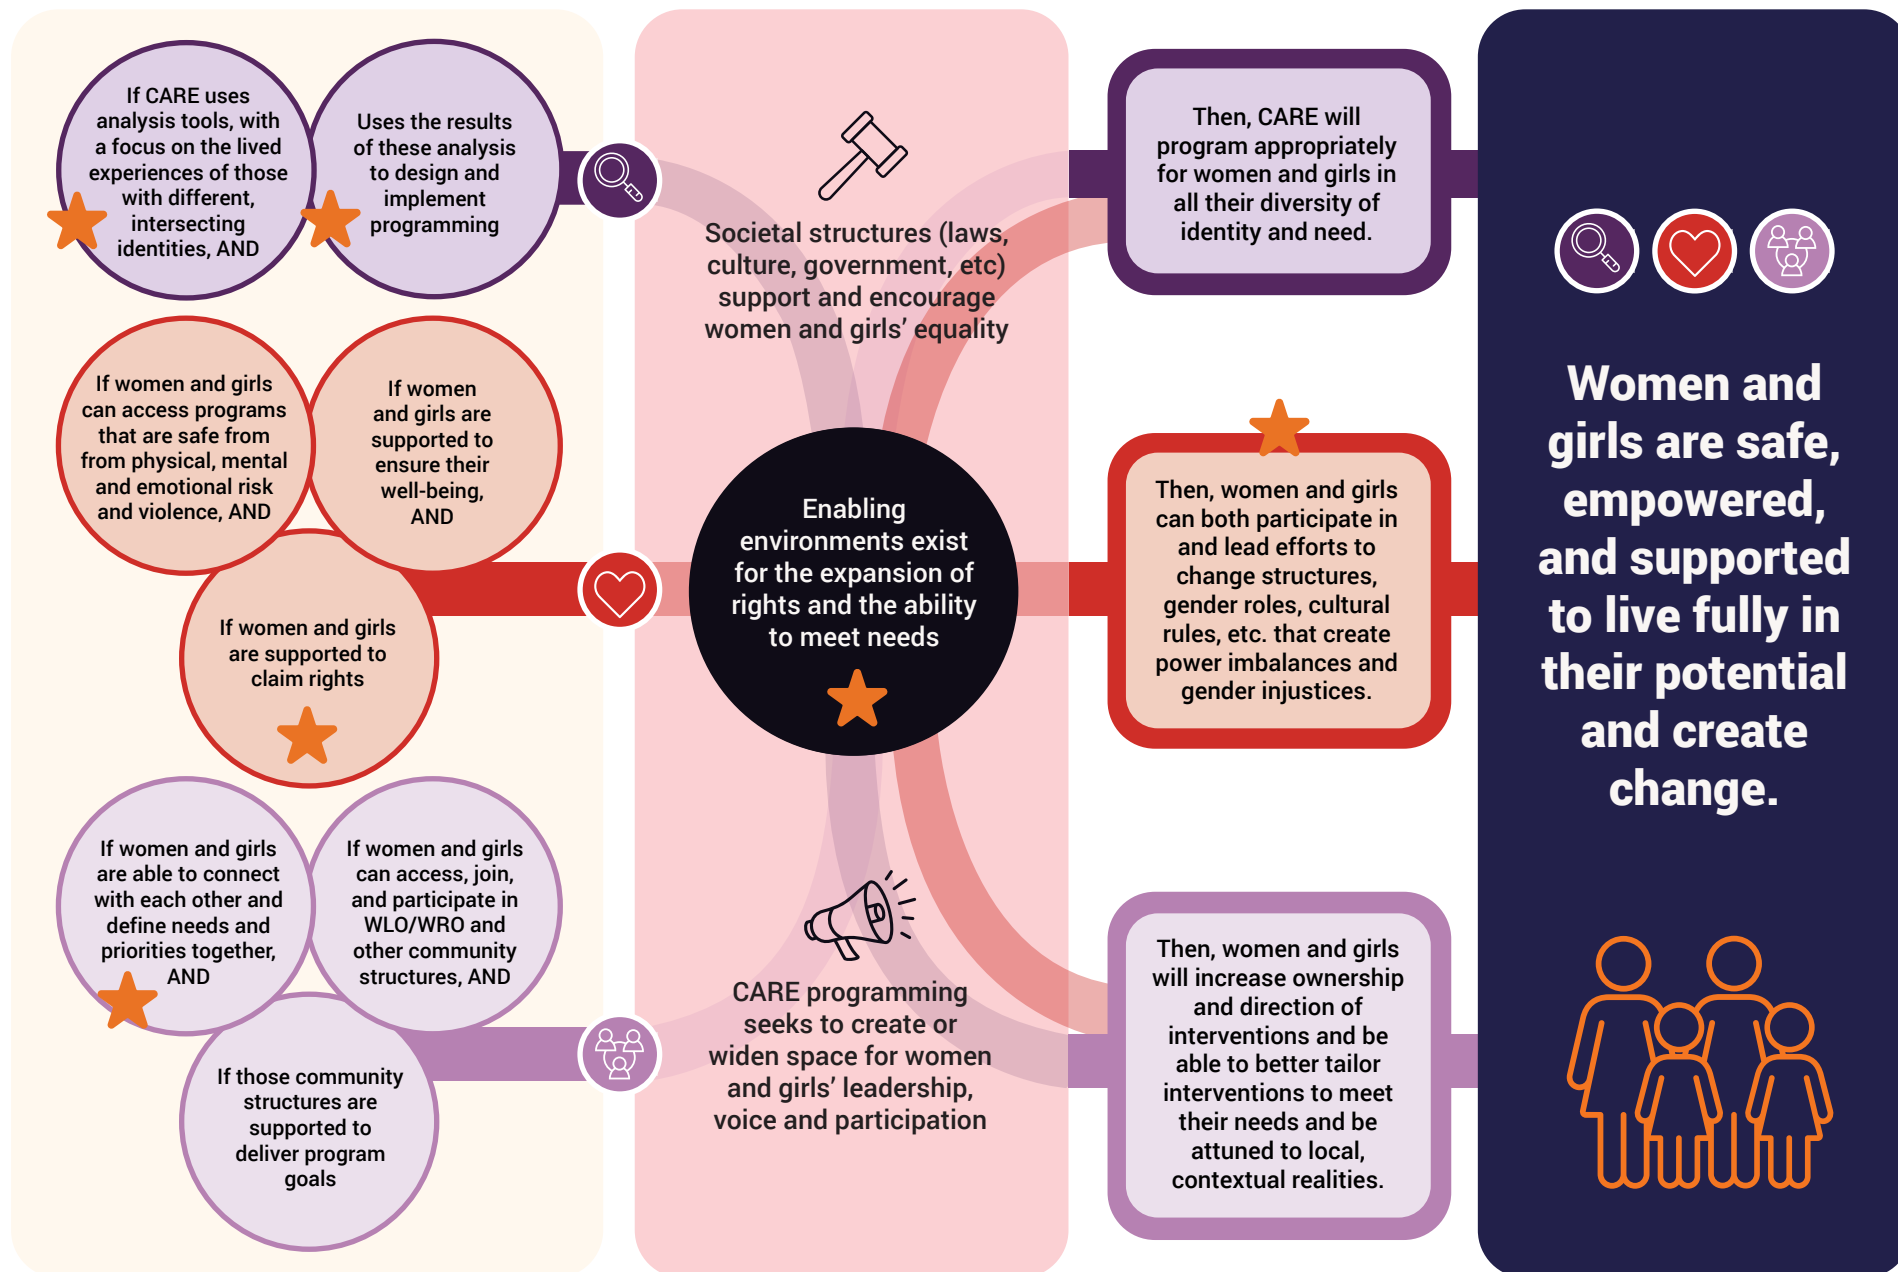 If CARE uses
analysis tools, with
a focus on the lived
experiences of those
with different,
intersecting
identities, AND
Uses the results
of these analysis
to design and
implement
programming
If women and girls
can access programs
that are safe from
from physical, mental
and emotional risk
and violence, AND
If women
and girls are
supported to
ensure their
well-being,
AND
If women and girls
are supported to
claim rights
If women and girls
are able to connect
with each other and
define needs and
priorities together,
AND
If women and girls
can access, join,
and participate in
WLO/WRO and
other community
structures, AND
If those community
structures are
supported to
deliver program
goals
Societal structures (laws,
culture, government, etc)
support and encourage
women and girls’ equality
Enabling
environments exist
for the expansion of
rights and the ability
to meet needs
CARE programming
seeks to create or
widen space for women
and girls’ leadership,
voice and participation
Then, CARE will
program appropriately
for women and girls in
all their diversity of
identity and need.
Then, women and girls
can both participate in
and lead efforts to
change structures,
gender roles, cultural
rules, etc. that create
power imbalances and
gender injustices.
Then, women and girls
will increase ownership
and direction of
interventions and be
able to better tailor
interventions to meet
their needs and be
attuned to local,
contextual realities.
Women and
girls are safe,
empowered,
and supported
to live fully in
their potential
and create
change.